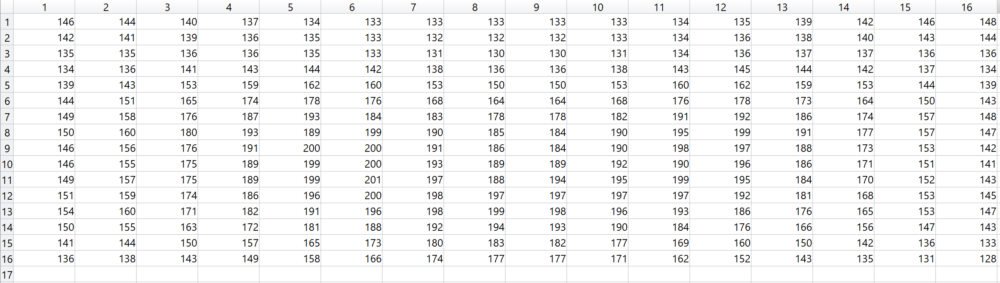 1 2 3 4 5 6 7 8 9 10 11 12 13 14 15 16
1 146 144 140 137 134 133 133 133 133 133 134 135 139 142 146 148
2 142 141 139 136 135 133 132 132 132 133 134 136 138 140 143 144
3 135 135 136 136 135 133 131 130 130 131 134 136 137 137 136 136
4 134 136 141 143 144 142 138 136 136 138 143 145 144 142 137 134
5 139 143 153 159 162 160 153 150 150 153 160 162 159 153 144 139
6 144 151 165 174 178 176 168 164 164 168 176 178 173 164 150 143
7 149 158 176 187 193 184 183 178 178 182 191 192 186 174 157 148
8 150 160 180 193 189 199 190 185 184 190 195 199 191 177 157 147
9 146 156 176 191 200 200 191 186 184 190 198 197 188 173 153 142
10 146 155 175 189 199 200 193 189 189 192 190 196 186 171 151 141
11 149 157 175 189 199 201 197 188 194 195 199 195 184 170 152 143
12 151 159 174 186 196 200 198 197 197 197 197 192 181 168 153 145
13 154 160 171 182 191 196 198 199 198 196 193 186 176 165 153 147
14 150 155 163 172 181 188 192 194 193 190 184 176 166 156 147 143
15 141 144 150 157 165 173 180 183 182 177 169 160 150 142 136 133
16 136 138 143 149 158 166 174 177 177 171 162 152 143 135 131 128
17